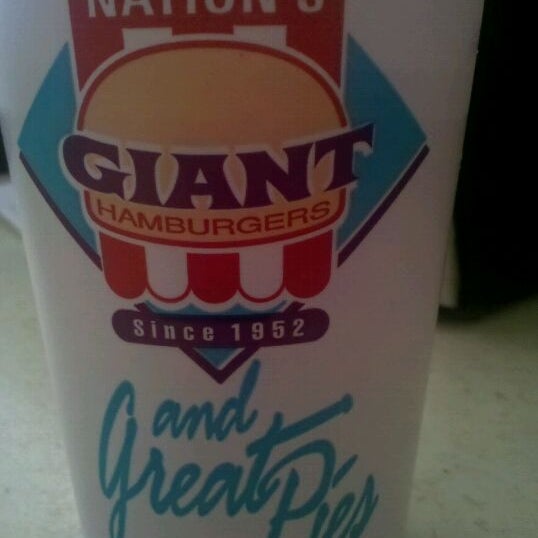 NATION'S
GIANT
HAMBURGERS
Since 1952
and
Great Pies